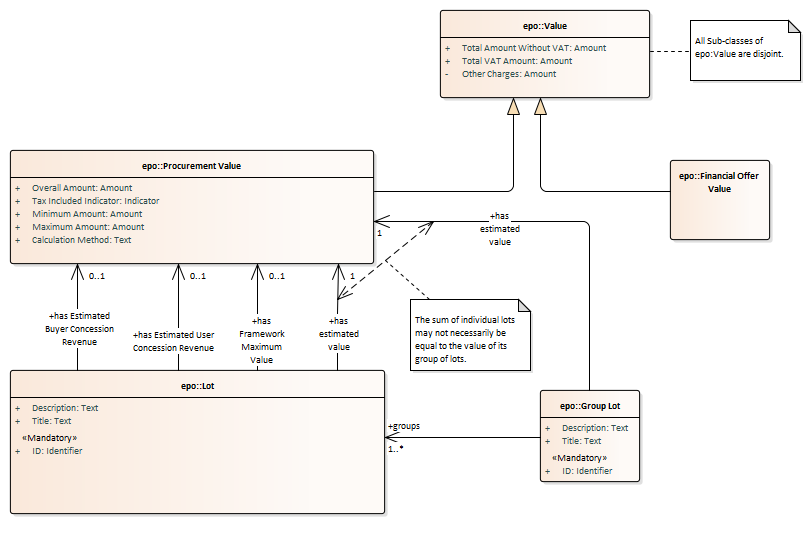 epo::Value
+ Total Amount Without VAT: Amount
+ Total VAT Amount: Amount
- Other Charges: Amount
All Sub-classes of
epo:Value are disjoint.
epo::Procurement Value
+ Overall Amount: Amount
+ Tax Included Indicator: Indicator
+ Minimum Amount: Amount
+ Maximum Amount: Amount
+ Calculation Method: Text
epo::Financial Offer
Value
+has
estimated
value
1
0..1
0..1
0..1
1
+has Estimated
Buyer Concession
Revenue
+has Estimated User
Concession Revenue
+has
Framework
Maximum
Value
+has
estimated
value
The sum of individual lots
may not necessarily be
equal to the value of its
group of lots.
epo::Lot
+ Description: Text
+ Title: Text
«Mandatory»
+ ID: Identifier
+groups
1..*
epo::Group Lot
+ Description: Text
+ Title: Text
«Mandatory»
+ ID: Identifier